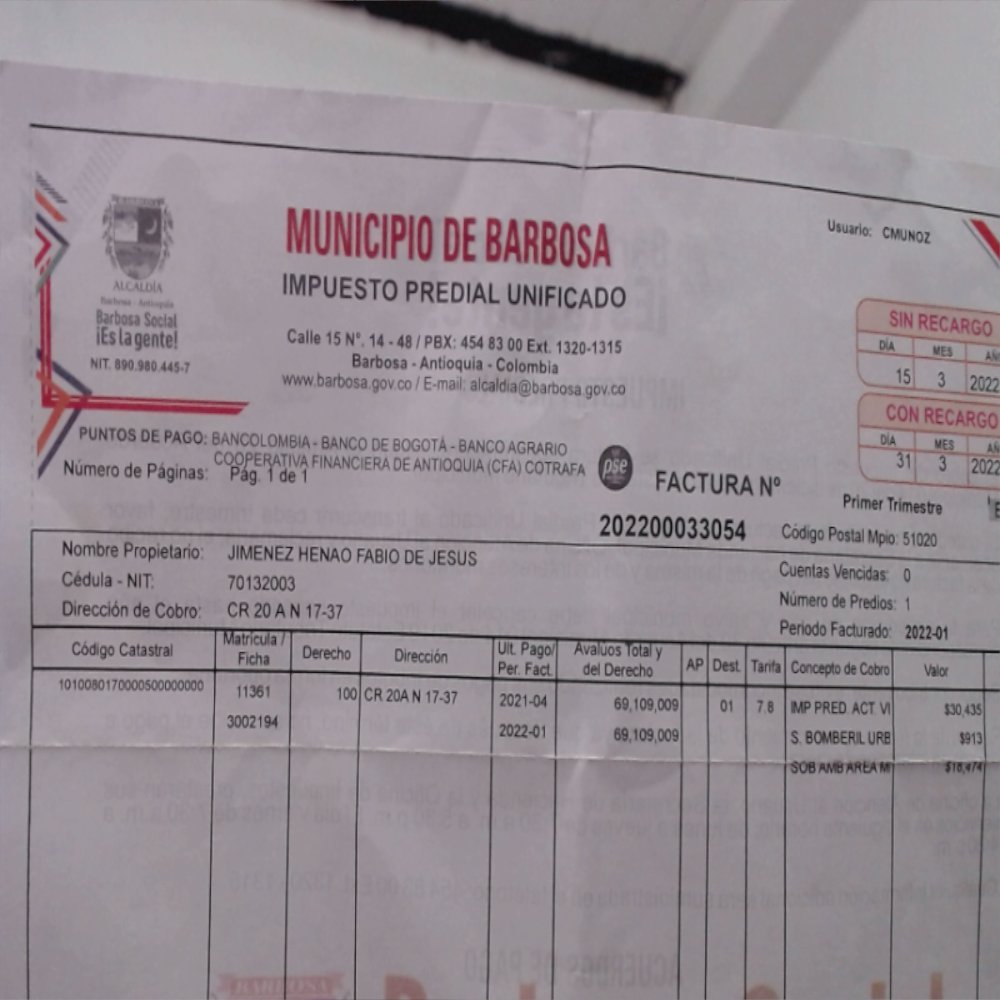 Usuario: CMUNOZ
MUNICIPIO DE BARBOSA
IMPUESTO PREDIAL UNIFICADO
ALCALDÍA
Barbosa - Antioquia
Barbosa Social
¡Es la gente!
NIT. 890.980.445-7
Calle 15 N°. 14 - 48 / PBX: 454 83 00 Ext. 1320-1315
Barbosa - Antioquia - Colombia
www.barbosa.gov.co / E-mail: alcaldia@barbosa.gov.co
SIN RECARGO
DÍA MES
15 3 2022
CON RECARGO
DÍA MES
31 3 2022
PUNTOS DE PAGO: BANCOLOMBIA - BANCO DE BOGOTÁ - BANCO AGRARIO
COOPERATIVA FINANCIERA DE ANTIOQUIA (CFA) COTRAFA
Número de Páginas: Pág. 1 de 1
pse
FACTURA Nº
202200033054
Primer Trimestre
Código Postal Mpio: 51020
Nombre Propietario: JIMENEZ HENAO FABIO DE JESUS
Cédula - NIT: 70132003
Dirección de Cobro: CR 20 A N 17-37
Cuentas Vencidas: 0
Número de Predios: 1
Periodo Facturado: 2022-01
Código Catastral Matrícula / Ficha Derecho Dirección Ult. Pago/ Per. Fact. Avalúos Total y del Derecho AP Dest. Tarifa Concepto de Cobro Valor
1010080170000500000000 11361 100 CR 20A N 17-37 2021-04 69,109,009 01 7.8 IMP PRED. ACT. VI $30,435
3002194 2022-01 69,109,009 S. BOMBERIL URB $913
SOB AMB AREA M $16,474
BARBOSA